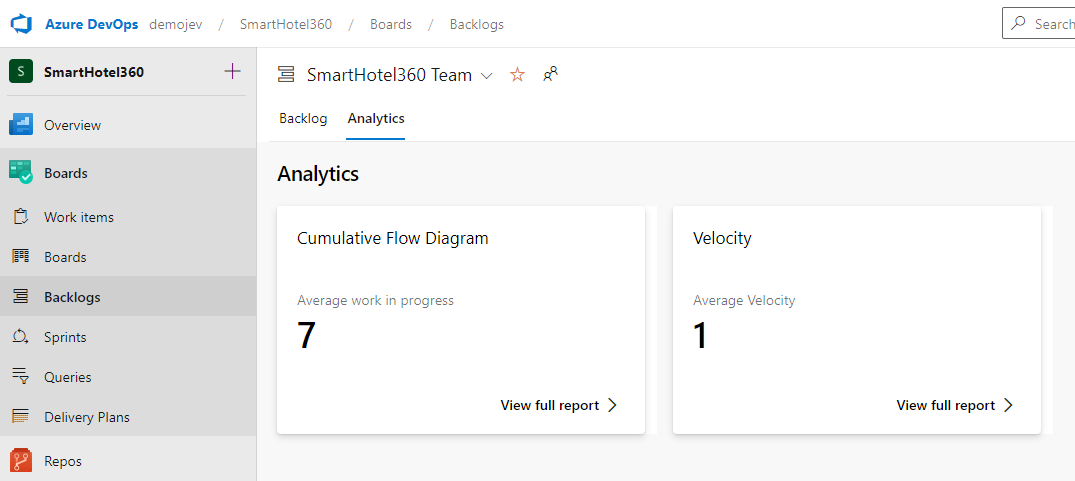 Azure DevOps demojev / SmartHotel360 / Boards / Backlogs
Search
S SmartHotel360
SmartHotel360 Team
Backlog Analytics
Overview
Boards
Work items
Boards
Backlogs
Sprints
Queries
Delivery Plans
Repos
Analytics
Cumulative Flow Diagram
Average work in progress
7
View full report
Velocity
Average Velocity
1
View full report